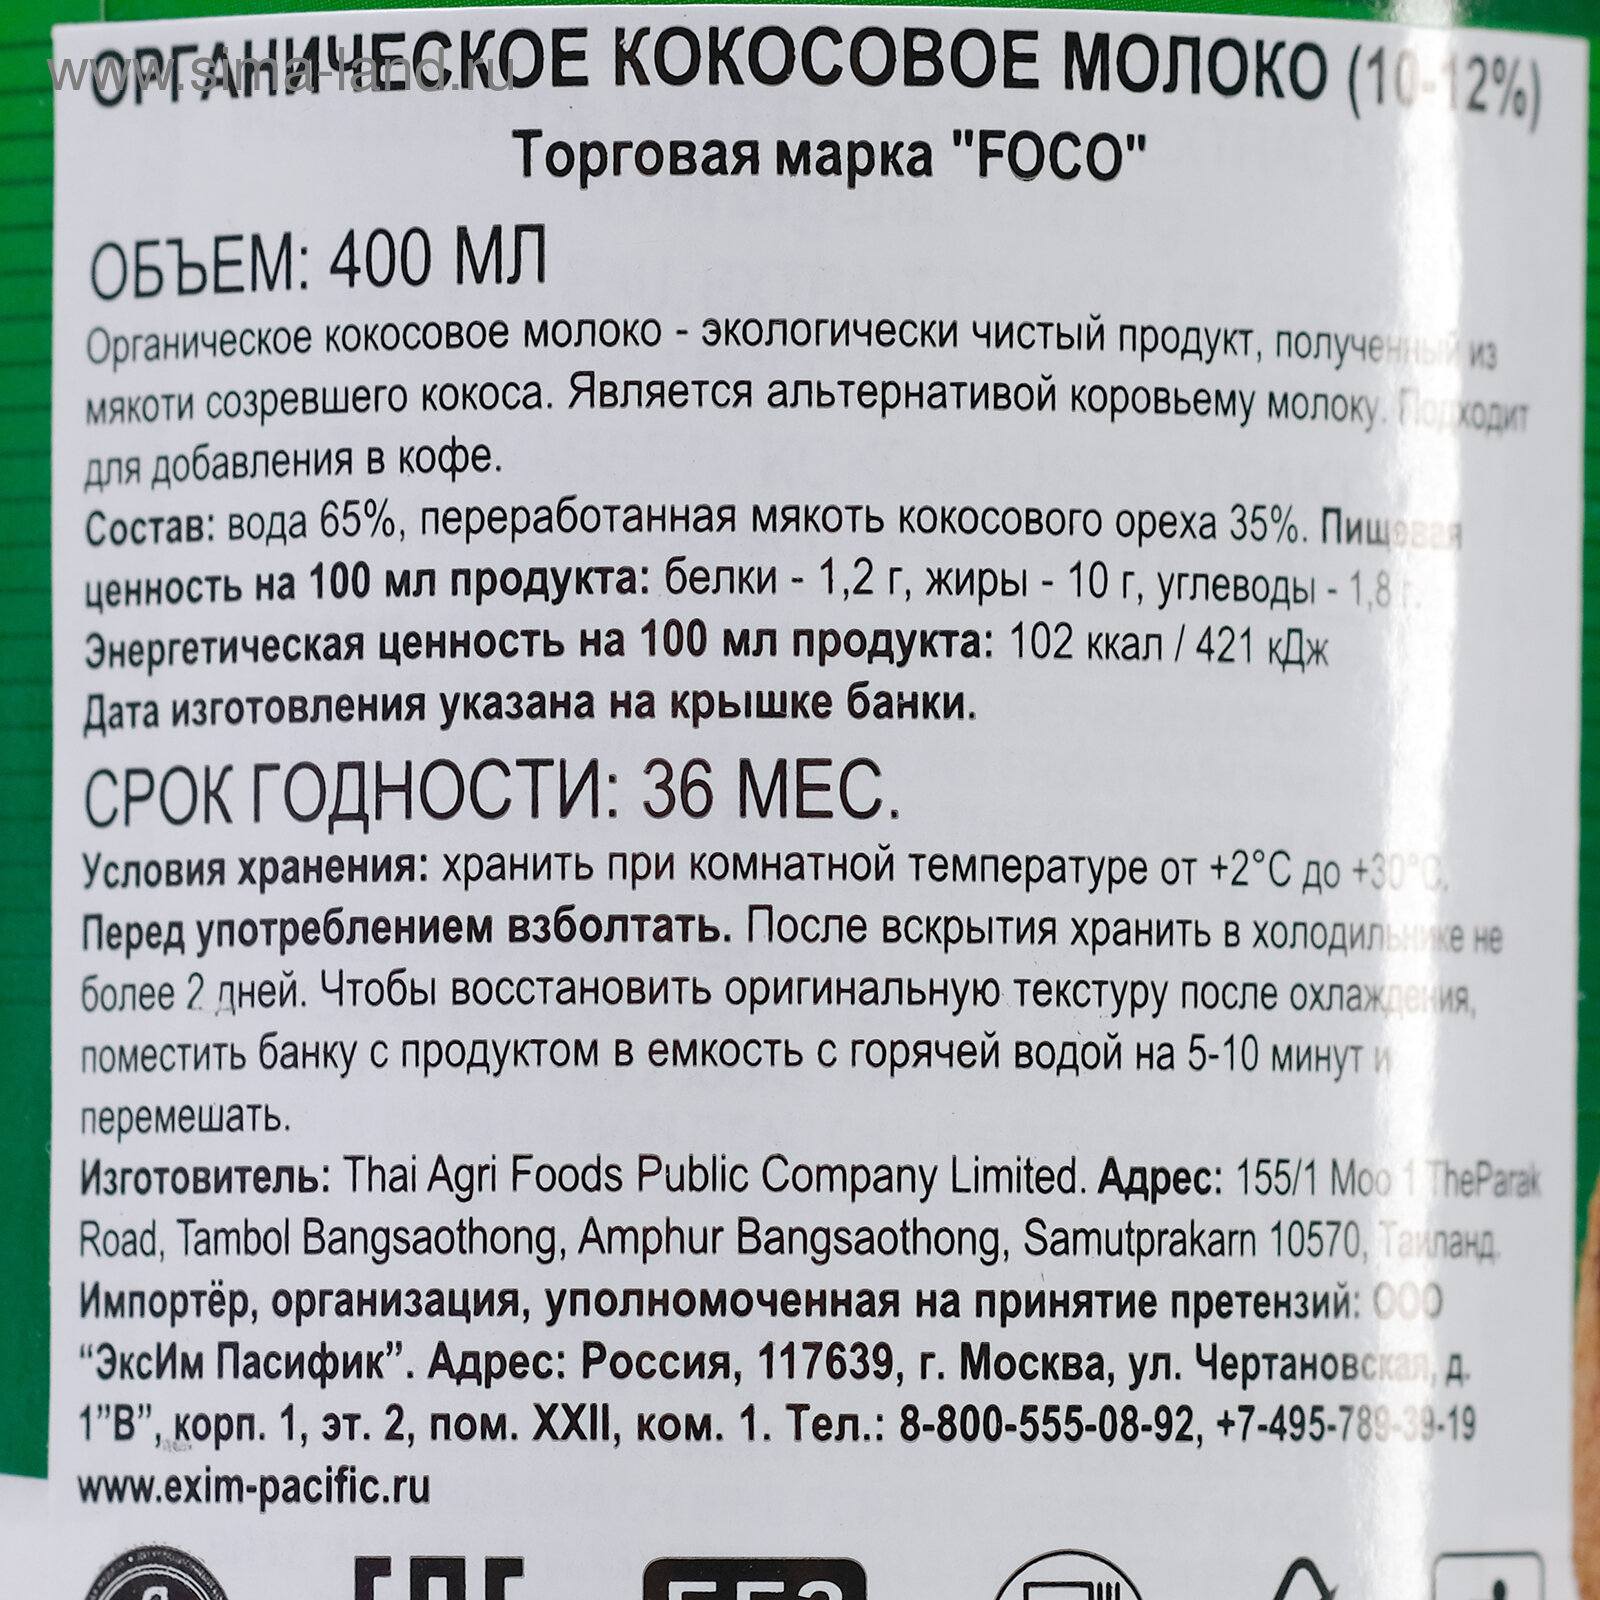 www.sima-land.ru
ОРГАНИЧЕСКОЕ КОКОСОВОЕ МОЛОКО (10-12%)
Торговая марка "FOCO"
ОБЪЕМ: 400 МЛ
Органическое кокосовое молоко - экологически чистый продукт, полученный из
мякоти созревшего кокоса. Является альтернативой коровьему молоку. Подходит
для добавления в кофе.
Состав: вода 65%, переработанная мякоть кокосового ореха 35%. Пищевая
ценность на 100 мл продукта: белки - 1,2 г, жиры - 10 г, углеводы - 1,8 г.
Энергетическая ценность на 100 мл продукта: 102 ккал / 421 кДж
Дата изготовления указана на крышке банки.
СРОК ГОДНОСТИ: 36 МЕС.
Условия хранения: хранить при комнатной температуре от +2°С до +30°С.
Перед употреблением взболтать. После вскрытия хранить в холодильнике не
более 2 дней. Чтобы восстановить оригинальную текстуру после охлаждения,
поместить банку с продуктом в емкость с горячей водой на 5-10 минут и
перемешать.
Изготовитель: Thai Agri Foods Public Company Limited. Адрес: 155/1 Moo 1 TheParak
Road, Tambol Bangsaothong, Amphur Bangsaothong, Samutprakarn 10570, Таиланд.
Импортёр, организация, уполномоченная на принятие претензий: ООО
“ЭксИм Пасифик”. Адрес: Россия, 117639, г. Москва, ул. Чертановская, д.
1”В”, корп. 1, эт. 2, пом. XXII, ком. 1. Тел.: 8-800-555-08-92, +7-495-789-39-19
www.exim-pacific.ru